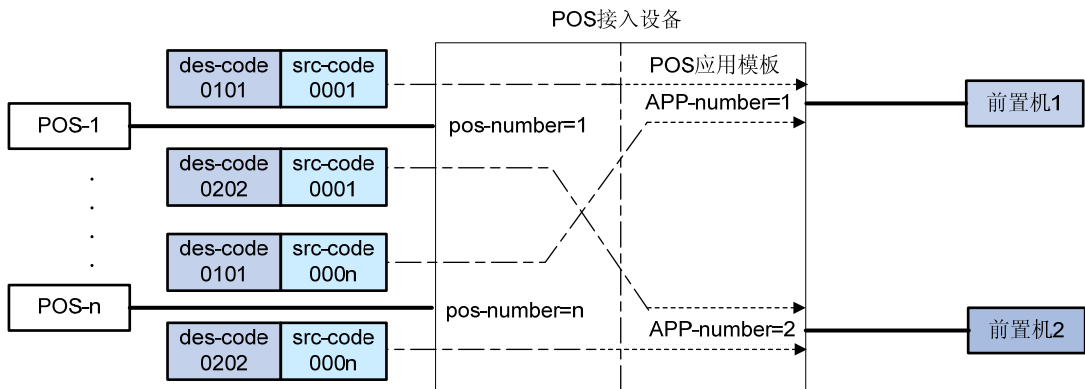 POS接入设备
des-code 0101
src-code 0001
POS应用模板
POS-1
pos-number=1
APP-number=1
前置机1
des-code 0202
src-code 0001
des-code 0101
src-code 000n
POS-n
pos-number=n
APP-number=2
前置机2
des-code 0202
src-code 000n